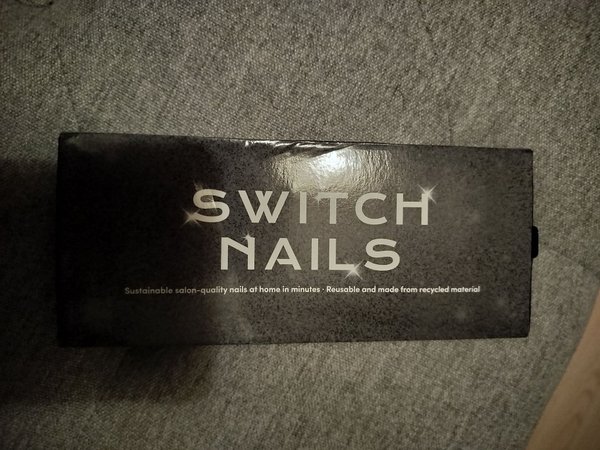 SWITCH
NAILS
Sustainable salon-quality nails at home in minutes · Reusable and made from recycled material